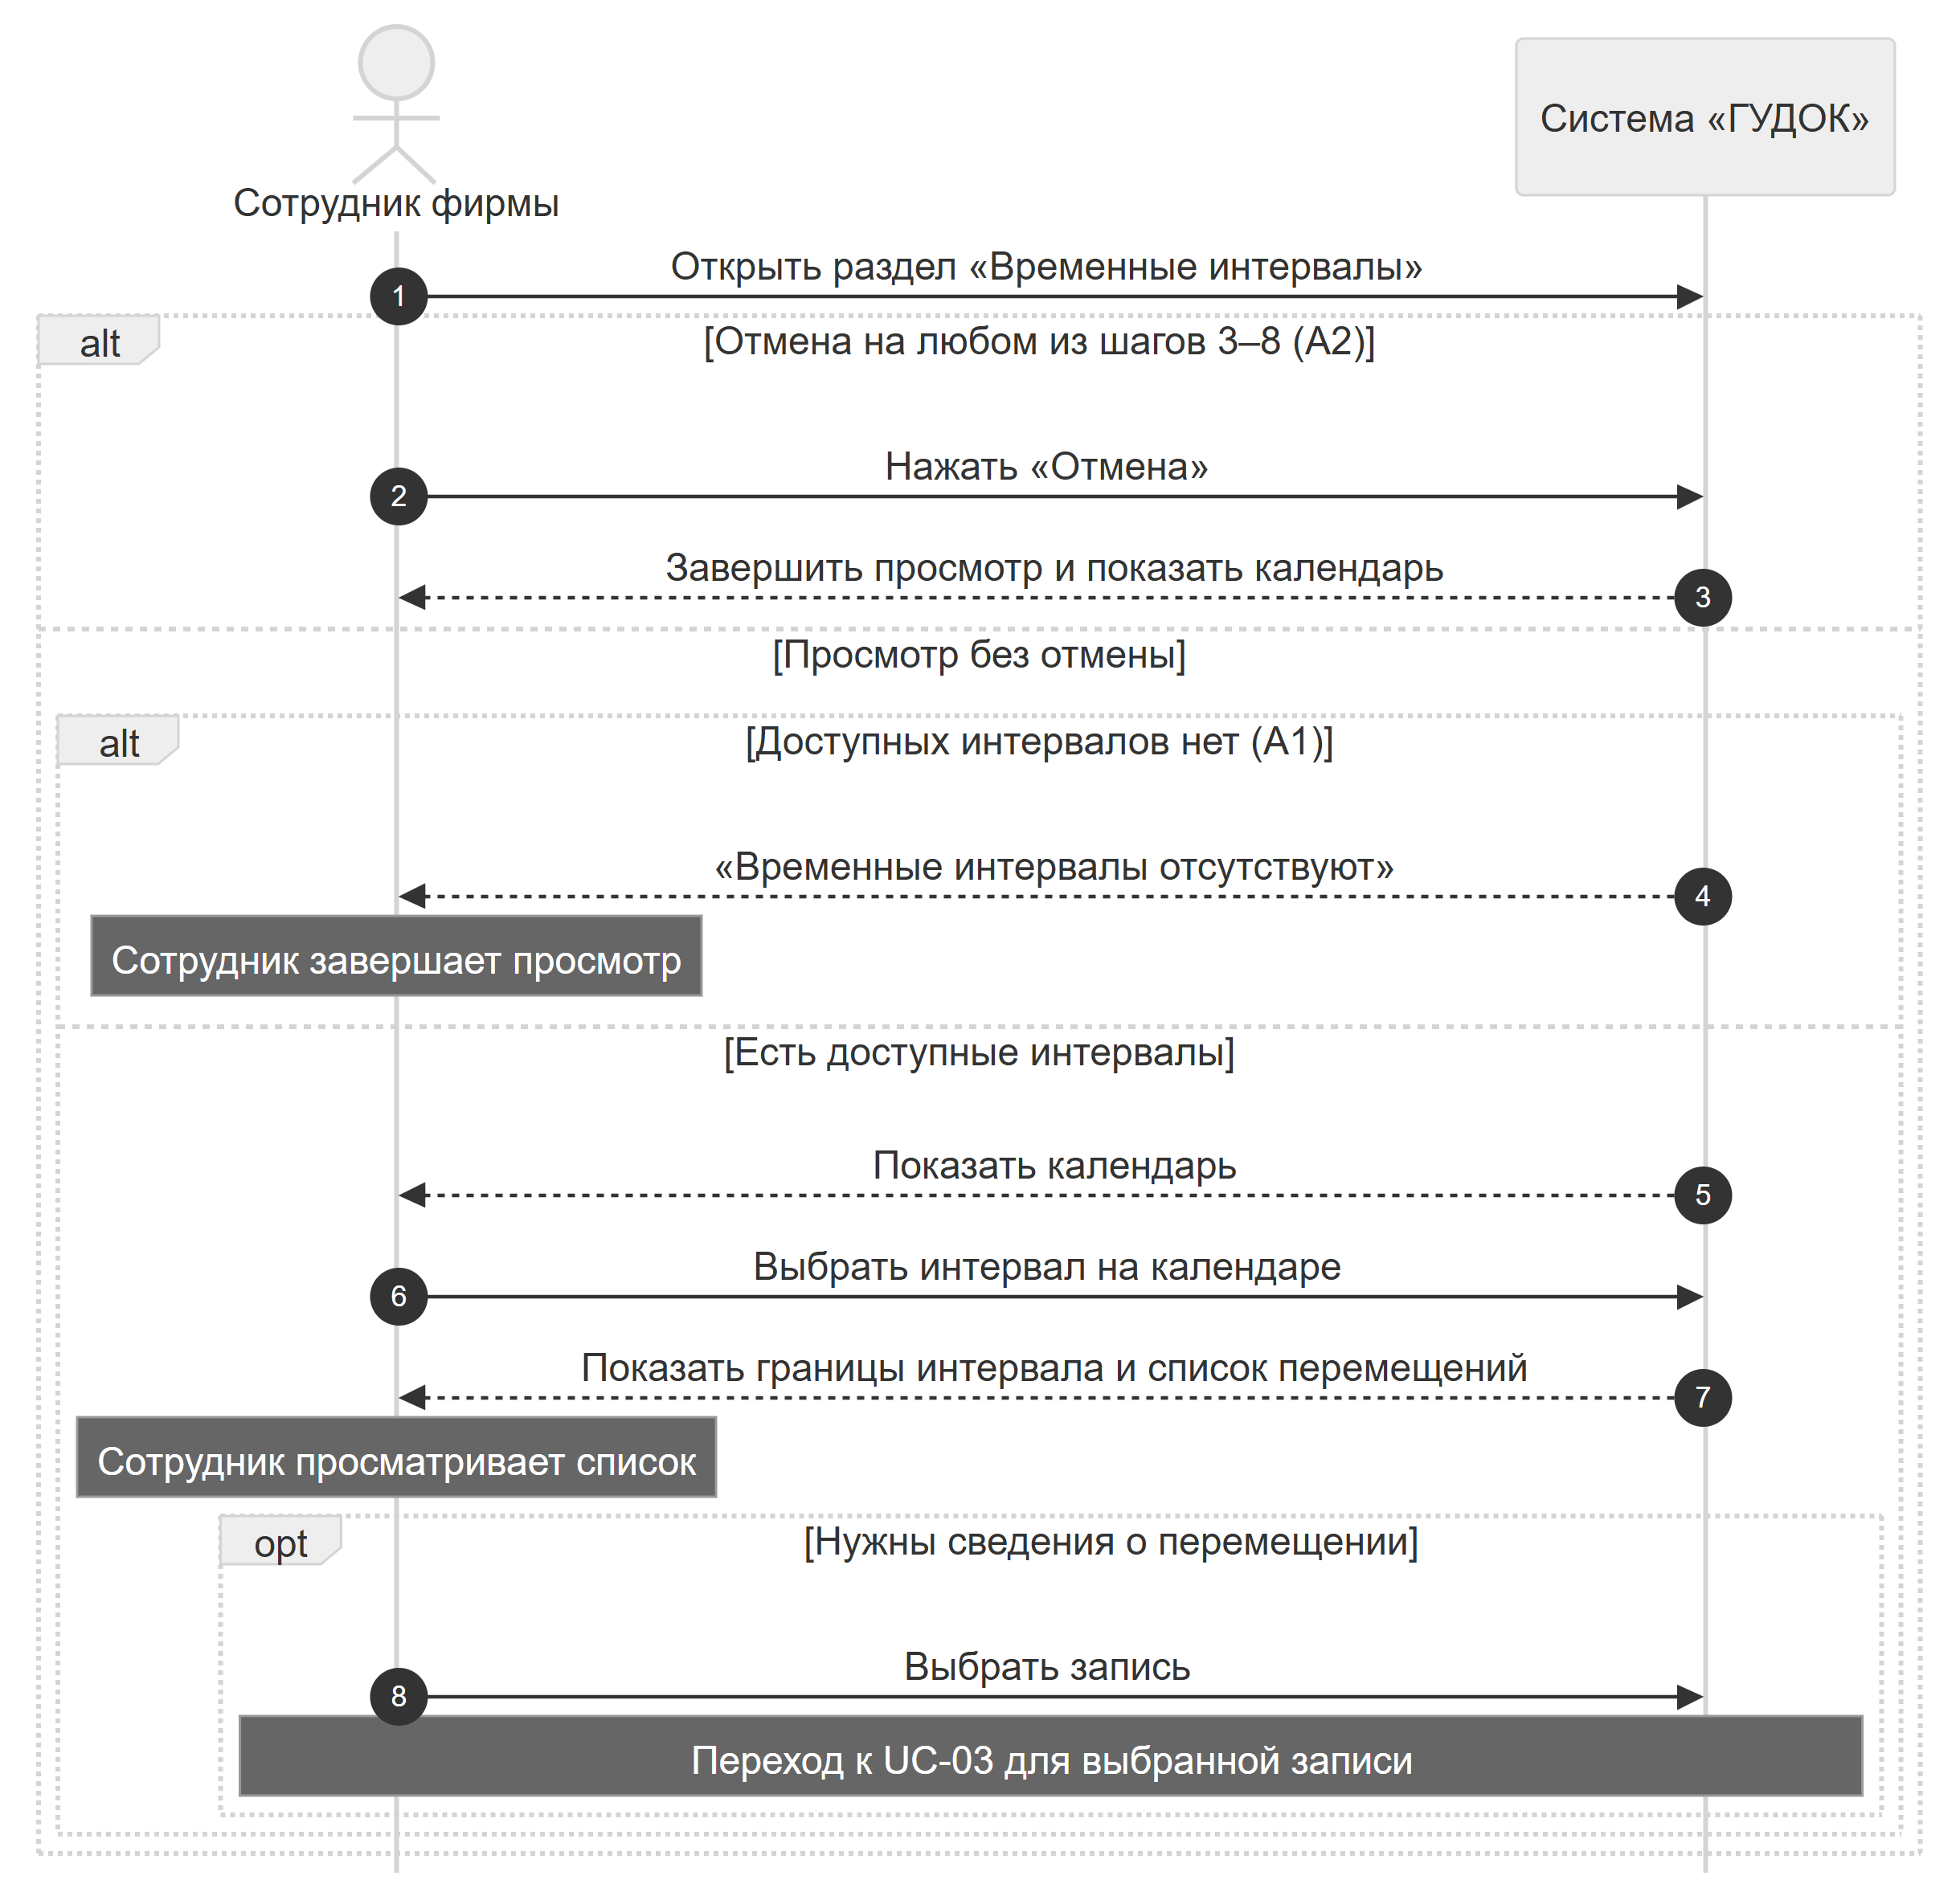 Сотрудник фирмы
Система «ГУДОК»
Открыть раздел «Временные интервалы»
1
alt
[Отмена на любом из шагов 3–8 (A2)]
Нажать «Отмена»
2
Завершить просмотр и показать календарь
3
[Просмотр без отмены]
alt
[Доступных интервалов нет (A1)]
«Временные интервалы отсутствуют»
4
Сотрудник завершает просмотр
[Есть доступные интервалы]
Показать календарь
5
Выбрать интервал на календаре
6
Показать границы интервала и список перемещений
7
Сотрудник просматривает список
opt
[Нужны сведения о перемещении]
Выбрать запись
8
Переход к UC-03 для выбранной записи